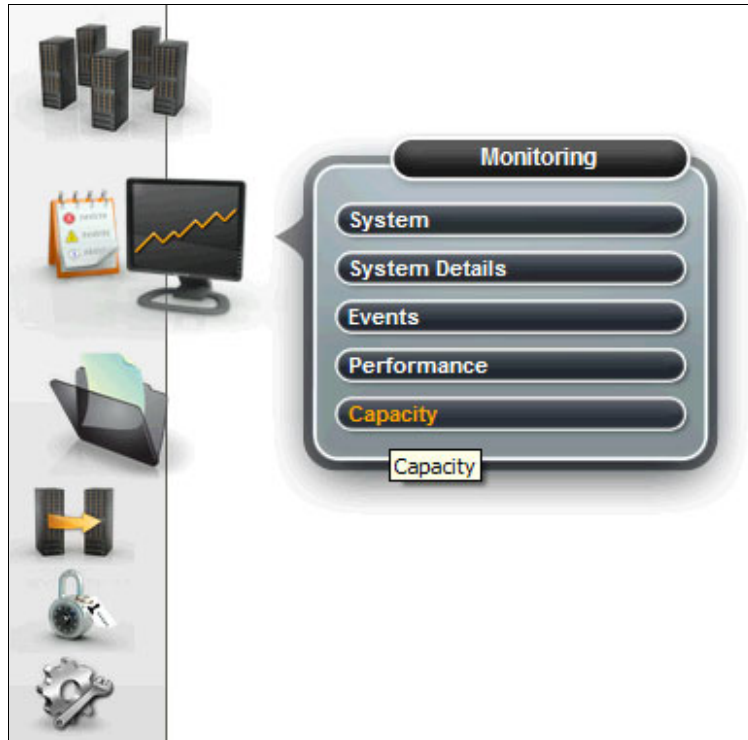 Monitoring
System
System Details
Events
Performance
Capacity
Capacity